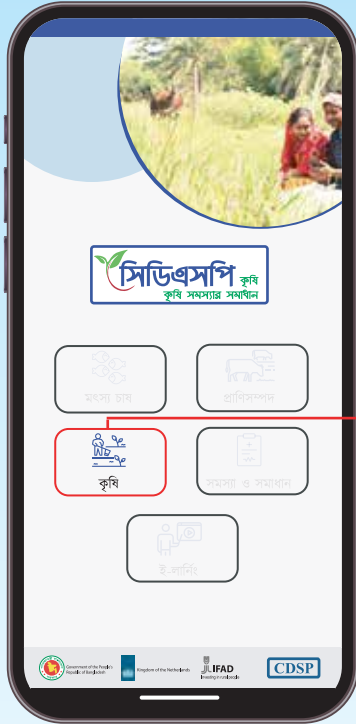 সিডিএসপি কৃষি
কৃষি সমস্যার সমাধান
মৎস্য চাষ
প্রাণিসম্পদ
কৃষি
সমস্যা ও সমাধান
ই-লার্নিং
Government of the People's
Republic of Bangladesh
Kingdom of the Netherlands
IFAD
Investing in rural people
CDSP